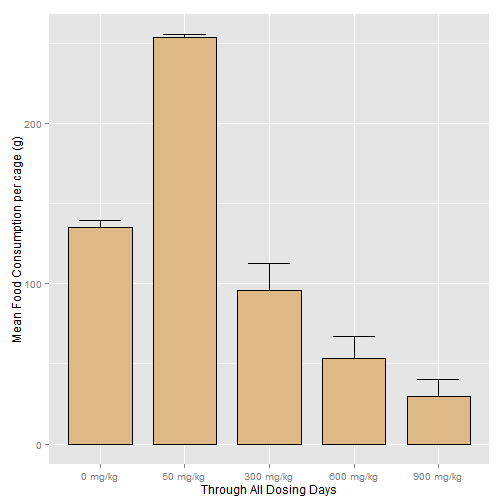 Mean Food Consumption per cage (g)
200
100
0
0 mg/kg
50 mg/kg
300 mg/kg
600 mg/kg
900 mg/kg
Through All Dosing Days